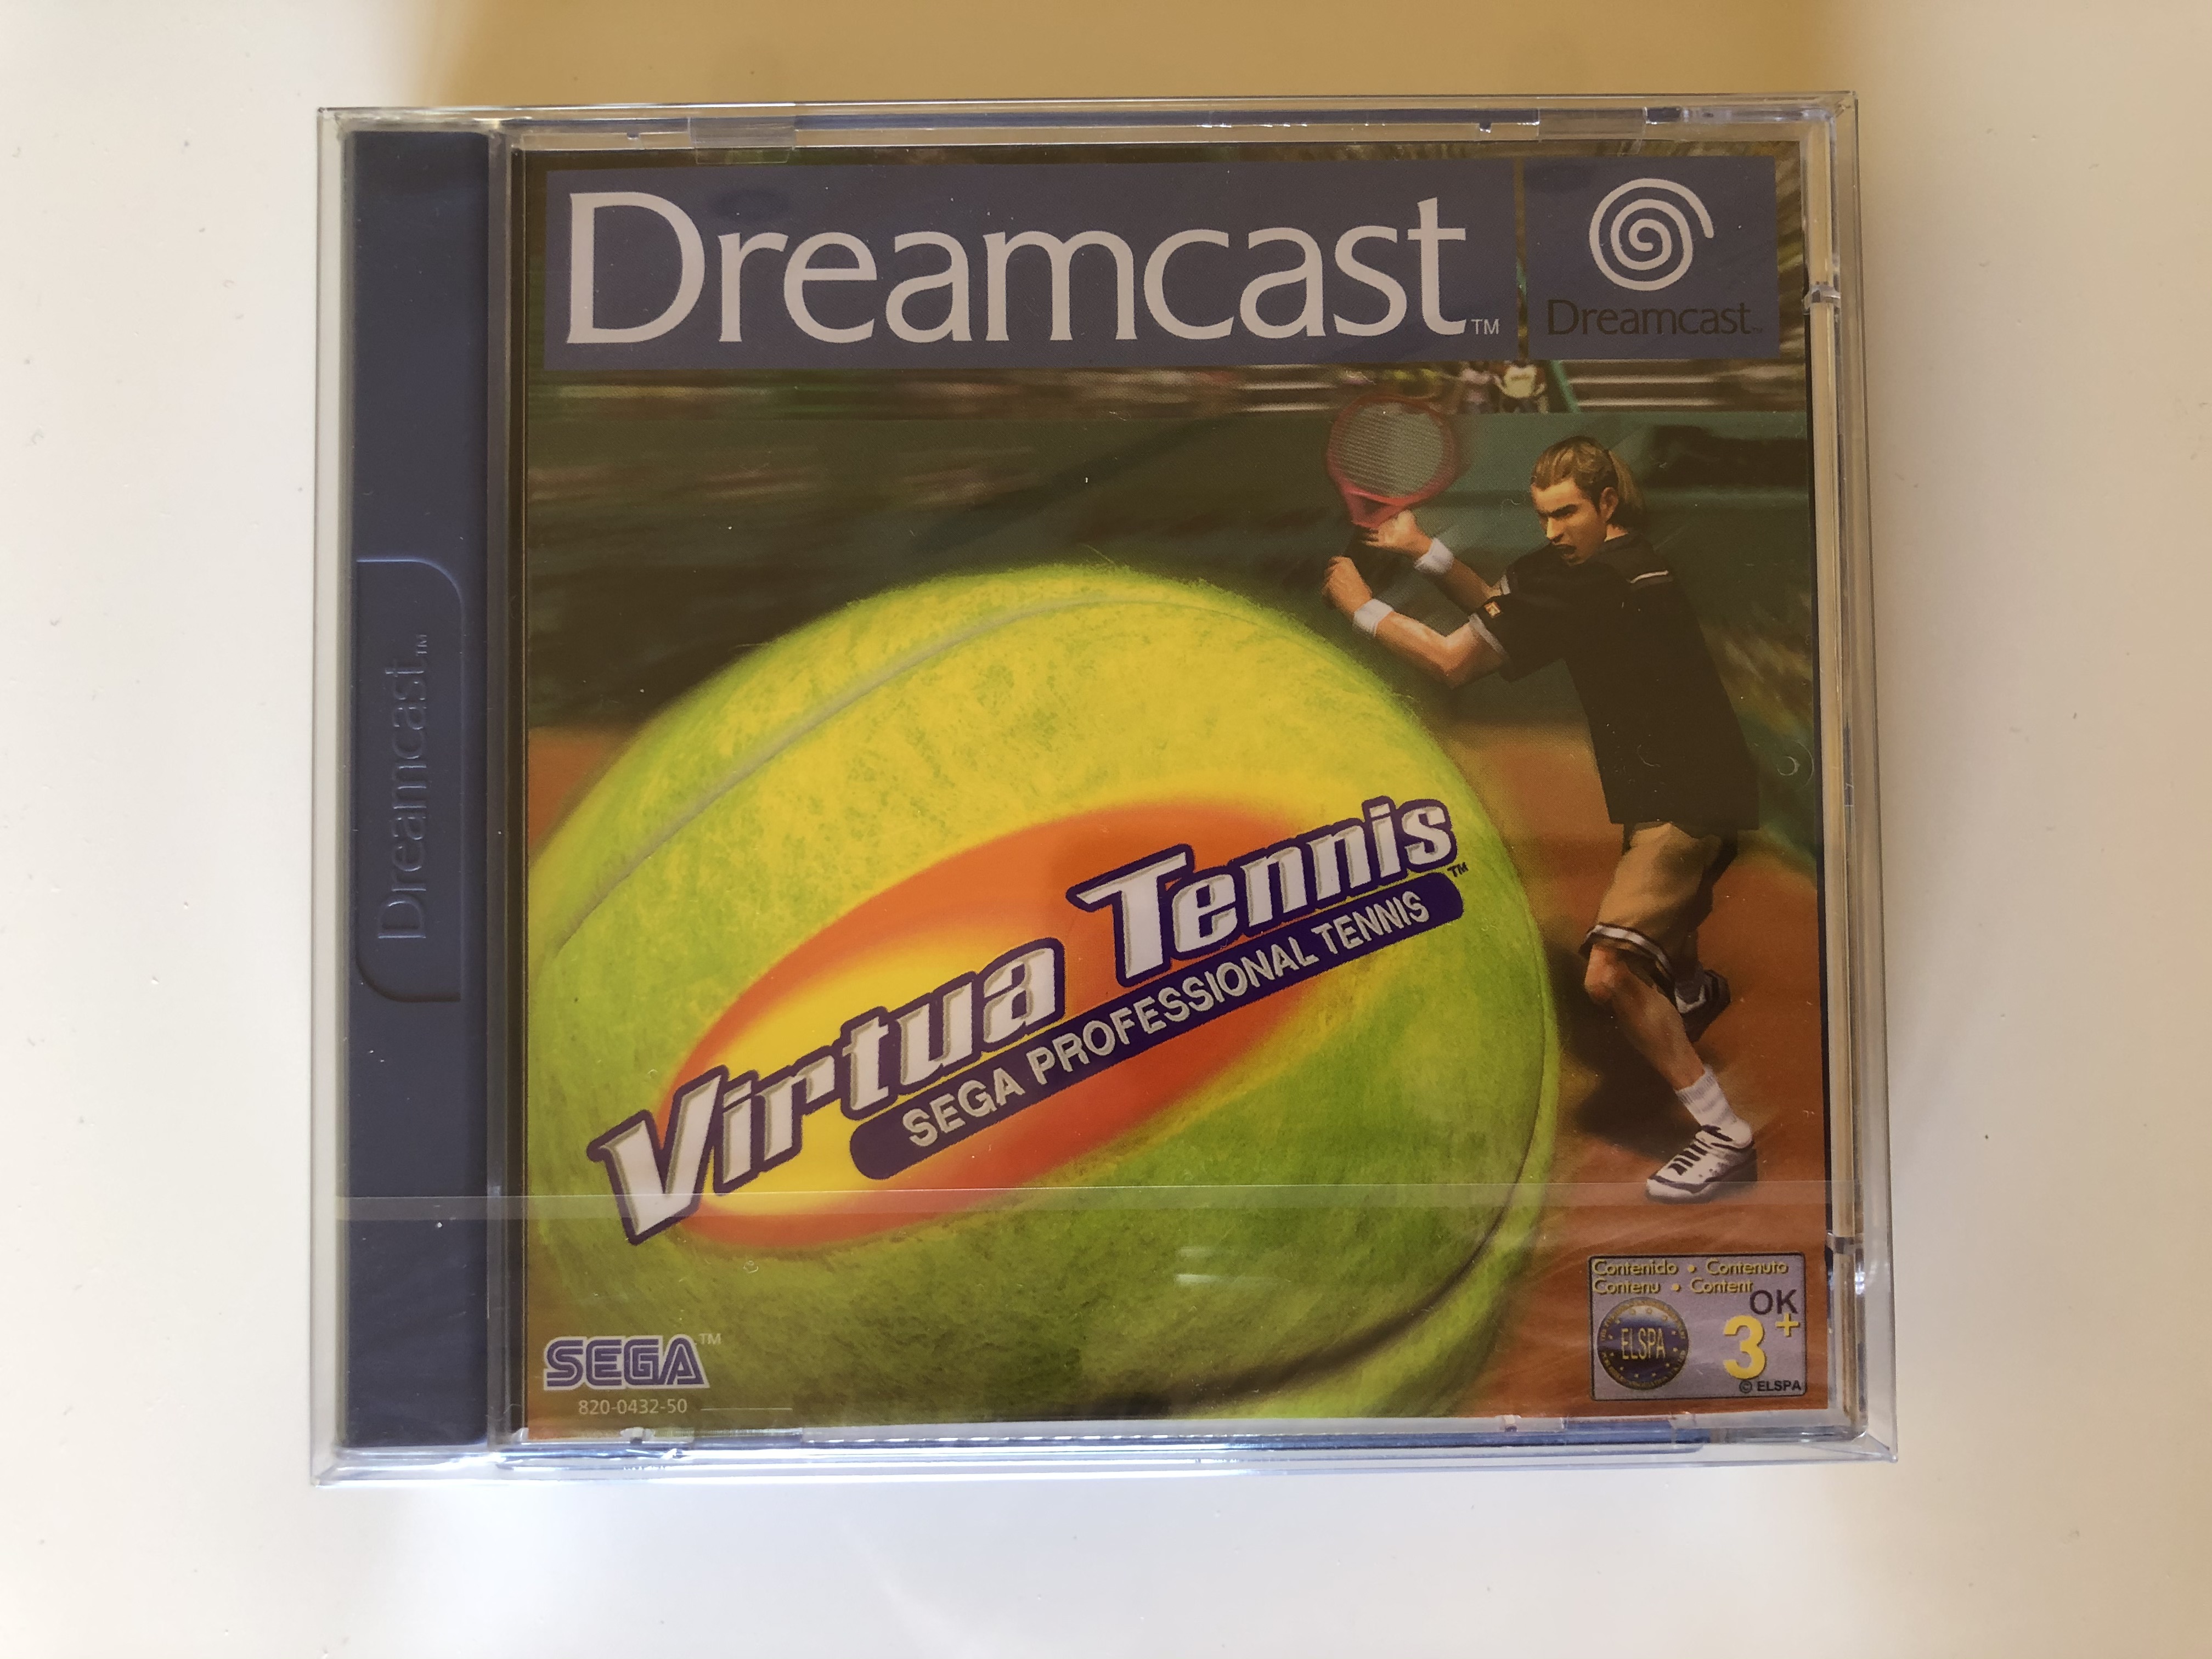 Dreamcast™
Dreamcast™
Dreamcast™
Virtua Tennis™
SEGA PROFESSIONAL TENNIS
Contenido • Contenuto
Contenu • Content
OK
ELSPA
3+
© ELSPA
SEGA™
820-0432-50